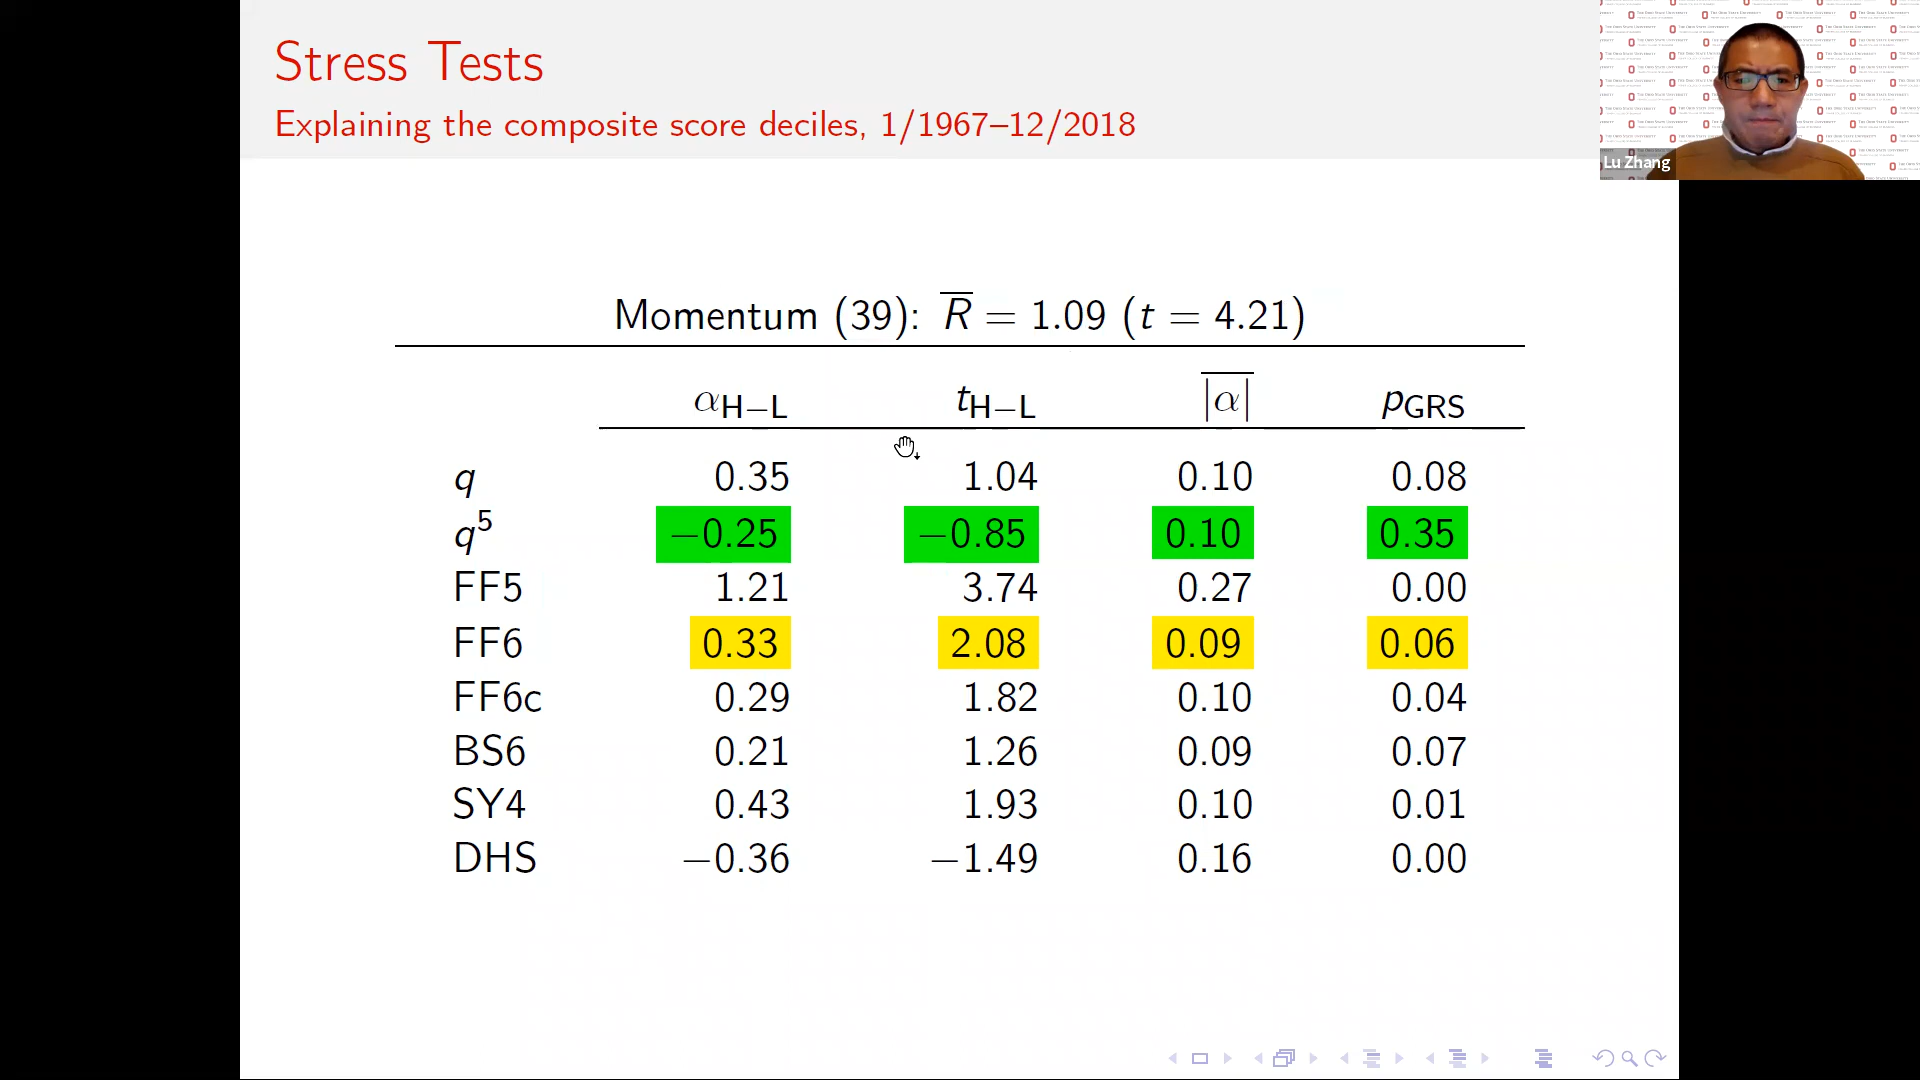 Stress Tests
Explaining the composite score deciles, 1/1967–12/2018
Lu Zhang
Momentum (39): R̅ = 1.09 (t = 4.21)
αH−L tH−L |α|̅ pGRS
q 0.35 1.04 0.10 0.08
q⁵ −0.25 −0.85 0.10 0.35
FF5 1.21 3.74 0.27 0.00
FF6 0.33 2.08 0.09 0.06
FF6c 0.29 1.82 0.10 0.04
BS6 0.21 1.26 0.09 0.07
SY4 0.43 1.93 0.10 0.01
DHS −0.36 −1.49 0.16 0.00